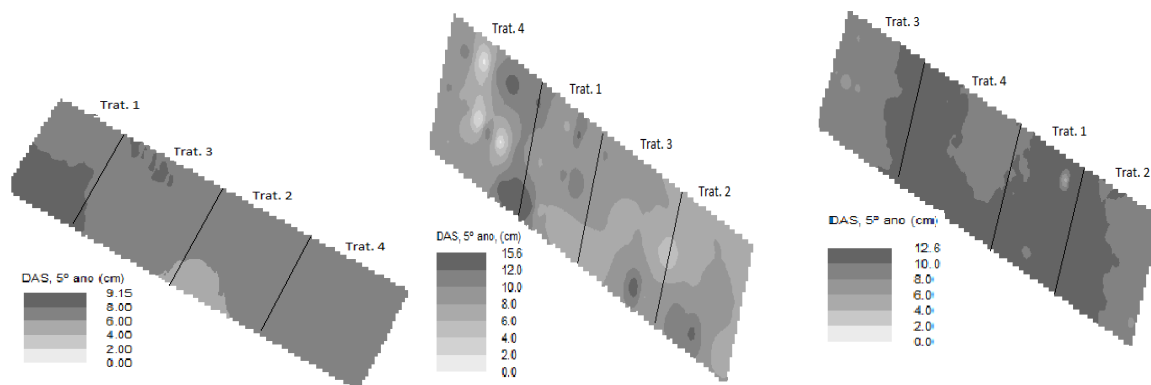 Trat. 1
Trat. 3
Trat. 2
Trat. 4
DAS, 5º ano (cm)
9.15
8.00
6.00
4.00
2.00
0.00
Trat. 4
Trat. 1
Trat. 3
Trat. 2
DAS, 5º ano, (cm)
15.6
12.0
10.0
8.0
6.0
4.0
2.0
0.0
Trat. 3
Trat. 4
Trat. 1
Trat. 2
DAS, 5º ano (cm)
12.6
10.0
8.0
6.0
4.0
2.0
0.0